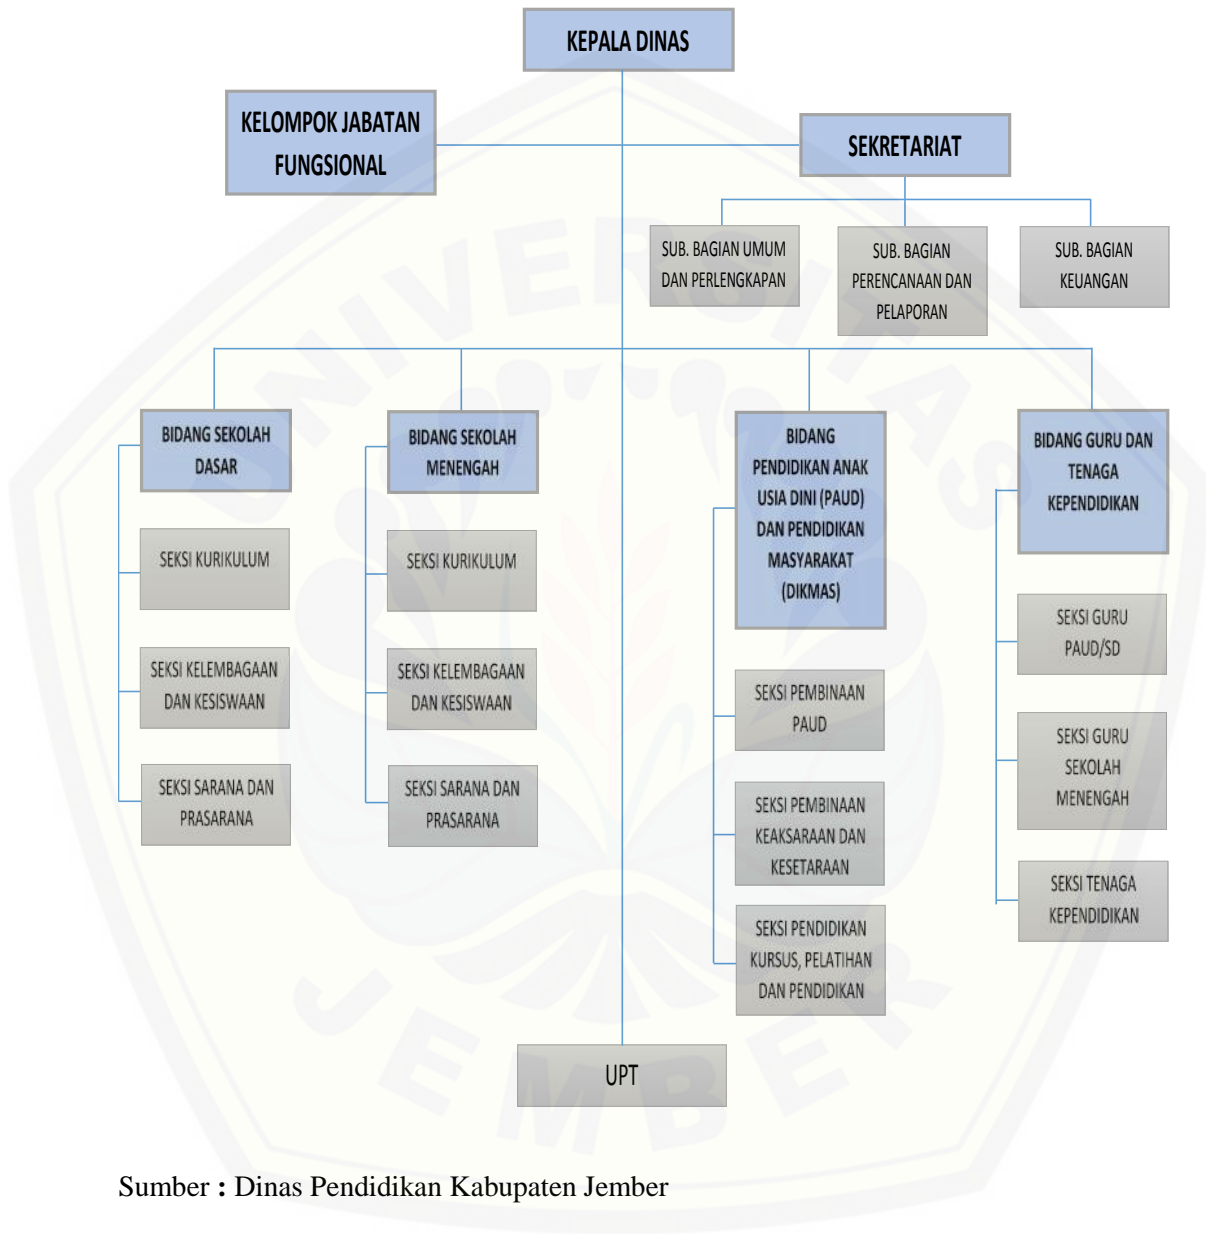 KEPALA DINAS
KELOMPOK JABATAN
FUNGSIONAL
SEKRETARIAT
SUB. BAGIAN UMUM
DAN PERLENGKAPAN
SUB. BAGIAN
PERENCANAAN DAN
PELAPORAN
SUB. BAGIAN
KEUANGAN
BIDANG SEKOLAH
DASAR
SEKSI KURIKULUM
SEKSI KELEMBAGAAN
DAN KESISWAAN
SEKSI SARANA DAN
PRASARANA
BIDANG SEKOLAH
MENENGAH
SEKSI KURIKULUM
SEKSI KELEMBAGAAN
DAN KESISWAAN
SEKSI SARANA DAN
PRASARANA
BIDANG
PENDIDIKAN ANAK
USIA DINI (PAUD)
DAN PENDIDIKAN
MASYARAKAT
(DIKMAS)
SEKSI PEMBINAAN
PAUD
SEKSI PEMBINAAN
KEAKSARAAN DAN
KESETARAAN
SEKSI PENDIDIKAN
KURSUS, PELATIHAN
DAN PENDIDIKAN
BIDANG GURU DAN
TENAGA
KEPENDIDIKAN
SEKSI GURU
PAUD/SD
SEKSI GURU
SEKOLAH
MENENGAH
SEKSI TENAGA
KEPENDIDIKAN
UPT
UNIVERSITAS
JEMBER
Sumber : Dinas Pendidikan Kabupaten Jember